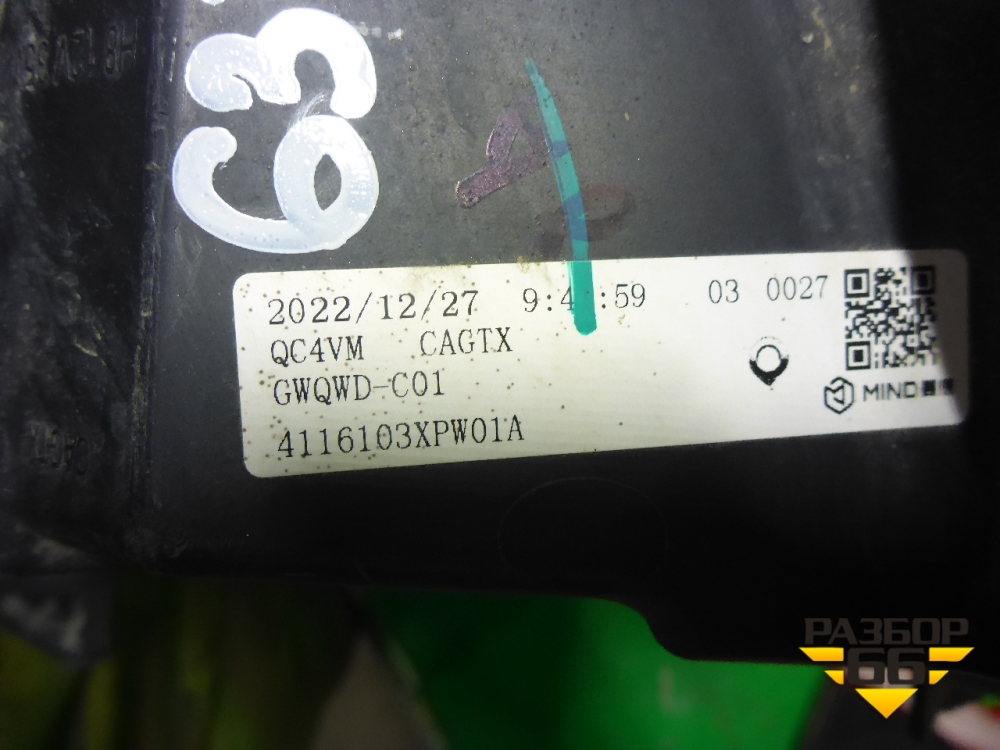 63
2022/12/27 9:4 :59 03 0027
QC4VM CAGTX
GWQWD-C01
4116103XPW01A
MIND
РАЗБОР
66